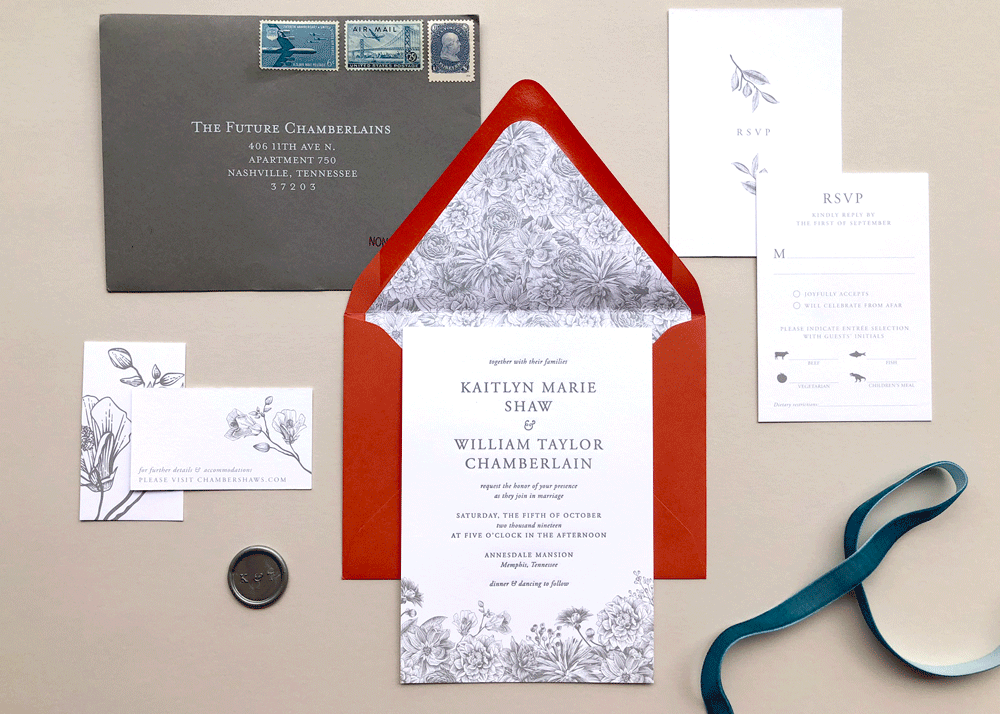 AIR MAIL
UNITED STATES POSTAGE
6¢
The Future Chamberlains
406 11TH AVE N.
APARTMENT 750
NASHVILLE, TENNESSEE
37203
RSVP
RSVP
KINDLY REPLY BY
THE FIRST OF SEPTEMBER
M
JOYFULLY ACCEPTS
WILL CELEBRATE FROM AFAR
PLEASE INDICATE ENTRÉE SELECTION
WITH GUESTS' INITIALS
BEEF
FISH
VEGETARIAN
CHILDREN'S MEAL
Dietary restrictions:
together with their families
KAITLYN MARIE
SHAW
&
WILLIAM TAYLOR
CHAMBERLAIN
request the honor of your presence
as they join in marriage
SATURDAY, THE FIFTH OF OCTOBER
two thousand nineteen
AT FIVE O'CLOCK IN THE AFTERNOON
ANNESDALE MANSION
Memphis, Tennessee
dinner & dancing to follow
for further details & accommodations
PLEASE VISIT CHAMBERSHAWS.COM